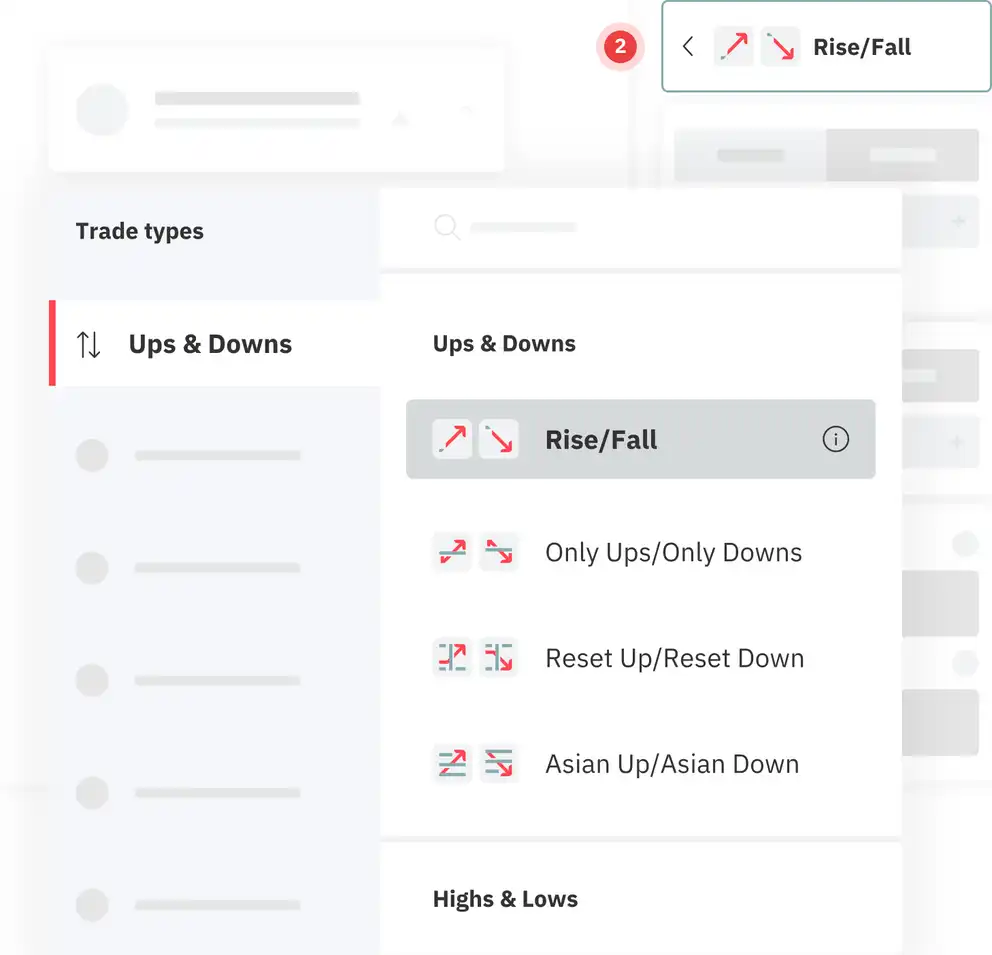 2
Rise/Fall
Trade types
Ups & Downs
Ups & Downs
Rise/Fall
Only Ups/Only Downs
Reset Up/Reset Down
Asian Up/Asian Down
Highs & Lows